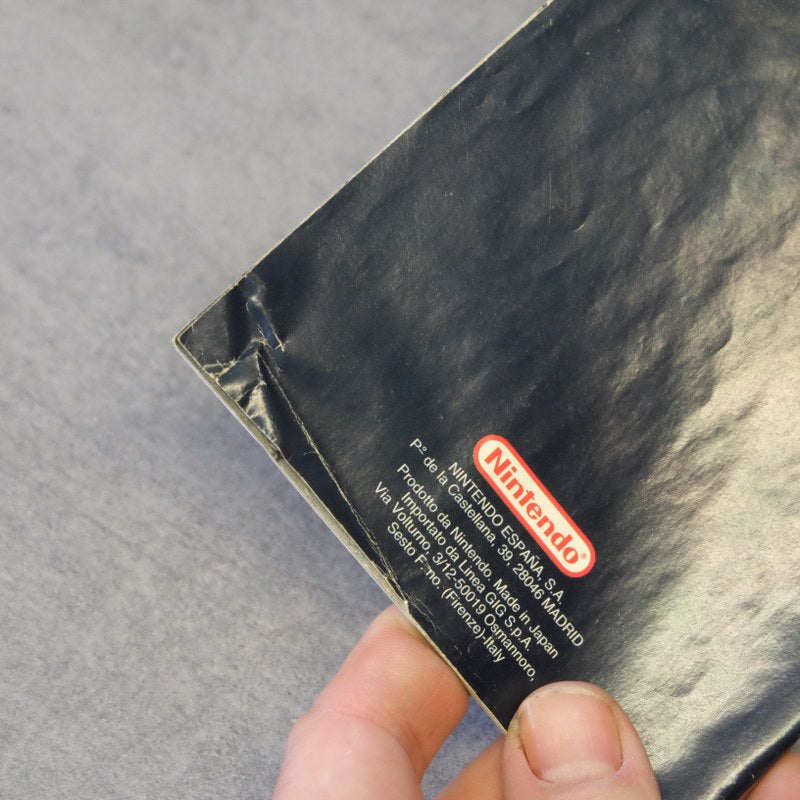 Nintendo®
NINTENDO ESPAÑA, S.A.
Pº de la Castellana, 39, 28046 MADRID
Prodotto da Nintendo. Made in Japan
Importato da Linea GIG S.p.A.
Via Volturno, 3/12-50019 Osmannoro,
Sesto F.no. (Firenze)-Italy